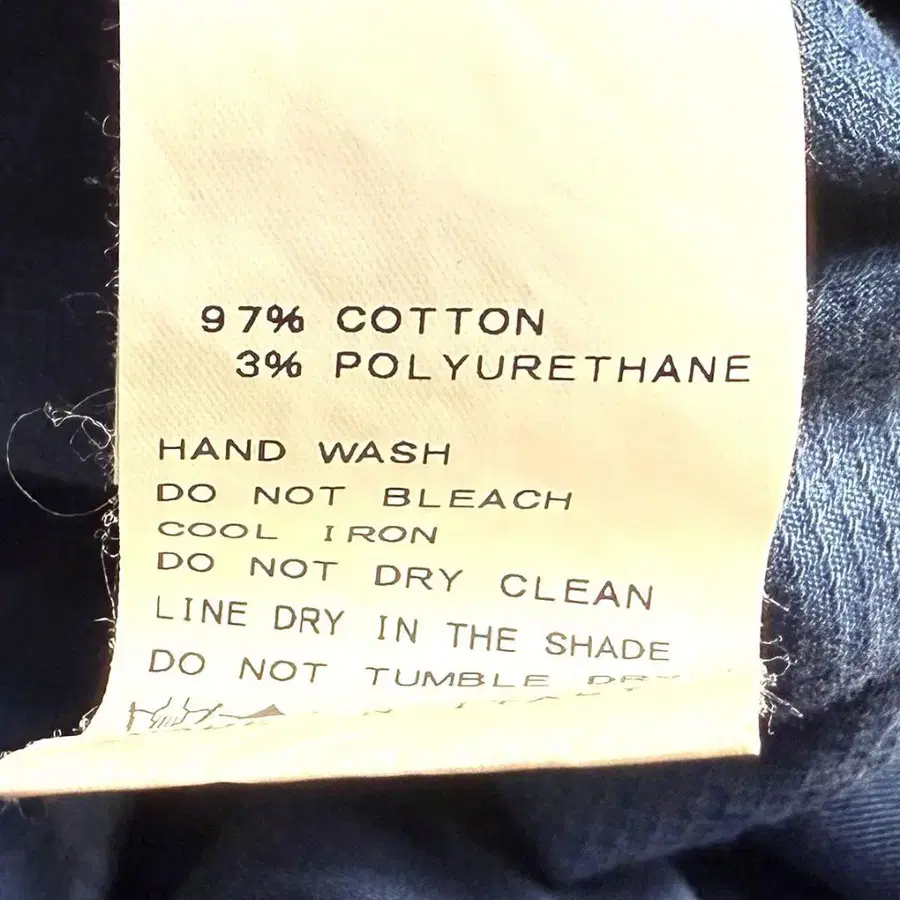 97% COTTON
3% POLYURETHANE
HAND WASH
DO NOT BLEACH
COOL IRON
DO NOT DRY CLEAN
LINE DRY IN THE SHADE
DO NOT TUMBLE DRY